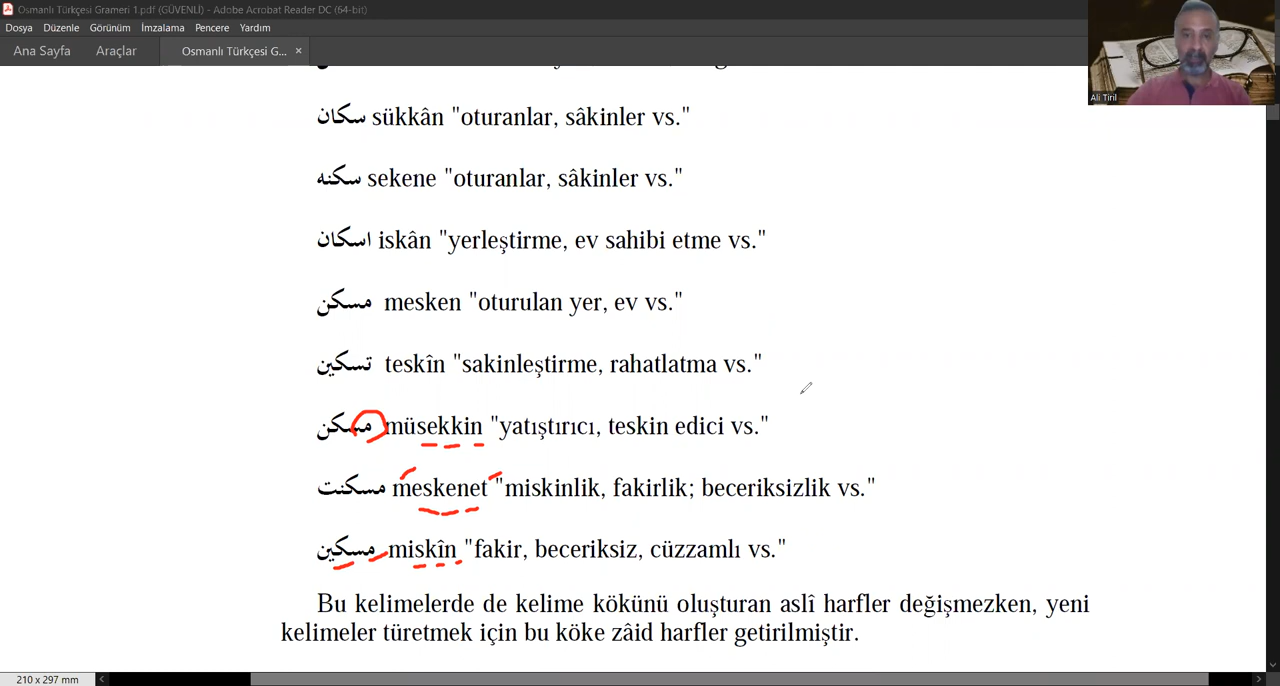 Osmanlı Türkçesi Grameri 1.pdf (GÜVENLİ) - Adobe Acrobat Reader DC (64-bit)
Dosya Düzenle Görünüm İmzalama Pencere Yardım
Ana Sayfa Araçlar Osmanlı Türkçesi G... ×
Ali Tiril
سكان sükkân "oturanlar, sâkinler vs."
سكنه sekene "oturanlar, sâkinler vs."
اسكان iskân "yerleştirme, ev sahibi etme vs."
مسكن mesken "oturulan yer, ev vs."
تسكين teskîn "sakinleştirme, rahatlatma vs."
مسكن müsekkin "yatıştırıcı, teskin edici vs."
مسكنت meskenet "miskinlik, fakirlik; beceriksizlik vs."
مسكين miskîn "fakir, beceriksiz, cüzzamlı vs."
Bu kelimelerde de kelime kökünü oluşturan aslî harfler değişmezken, yeni
kelimeler türetmek için bu köke zâid harfler getirilmiştir.
210 x 297 mm